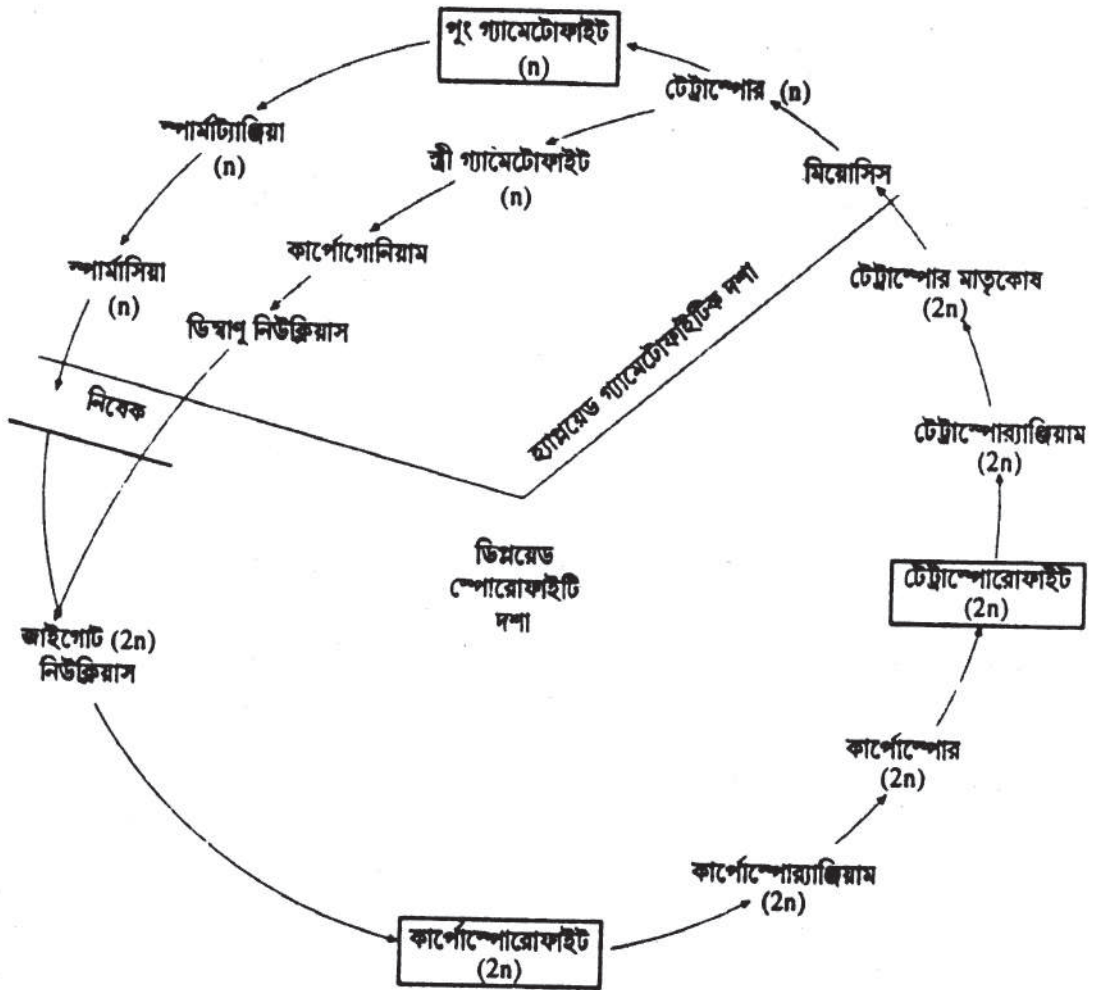 পুং গ্যামেটোফাইট
(n)
টেট্রাস্পোর (n)
স্পার্মাট্যাঞ্জিয়া
(n)
স্ত্রী গ্যামেটোফাইট
(n)
মিয়োসিস
কার্পোগোনিয়াম
স্পার্মাসিয়া
(n)
টেট্রাস্পোর মাতৃকোষ
(2n)
ডিম্বাণু নিউক্লিয়াস
হ্যাপ্লয়েড গ্যামেটোফাইটিক দশা
নিষেক
টেট্রাস্পোর‍্যাঞ্জিয়াম
(2n)
ডিপ্লয়েড
স্পোরোফাইটি
দশা
টেট্রাস্পোরোফাইট
(2n)
জাইগোট (2n)
নিউক্লিয়াস
কার্পোস্পোর
(2n)
কার্পোস্পোর‍্যাঞ্জিয়াম
(2n)
কার্পোস্পোরোফাইট
(2n)